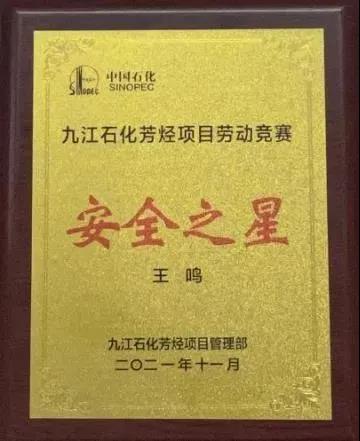 中国石化
SINOPEC
SINOPEC
九江石化芳烃项目劳动竞赛
安全之星
王 鸣
九江石化芳烃项目管理部
二〇二一年十一月